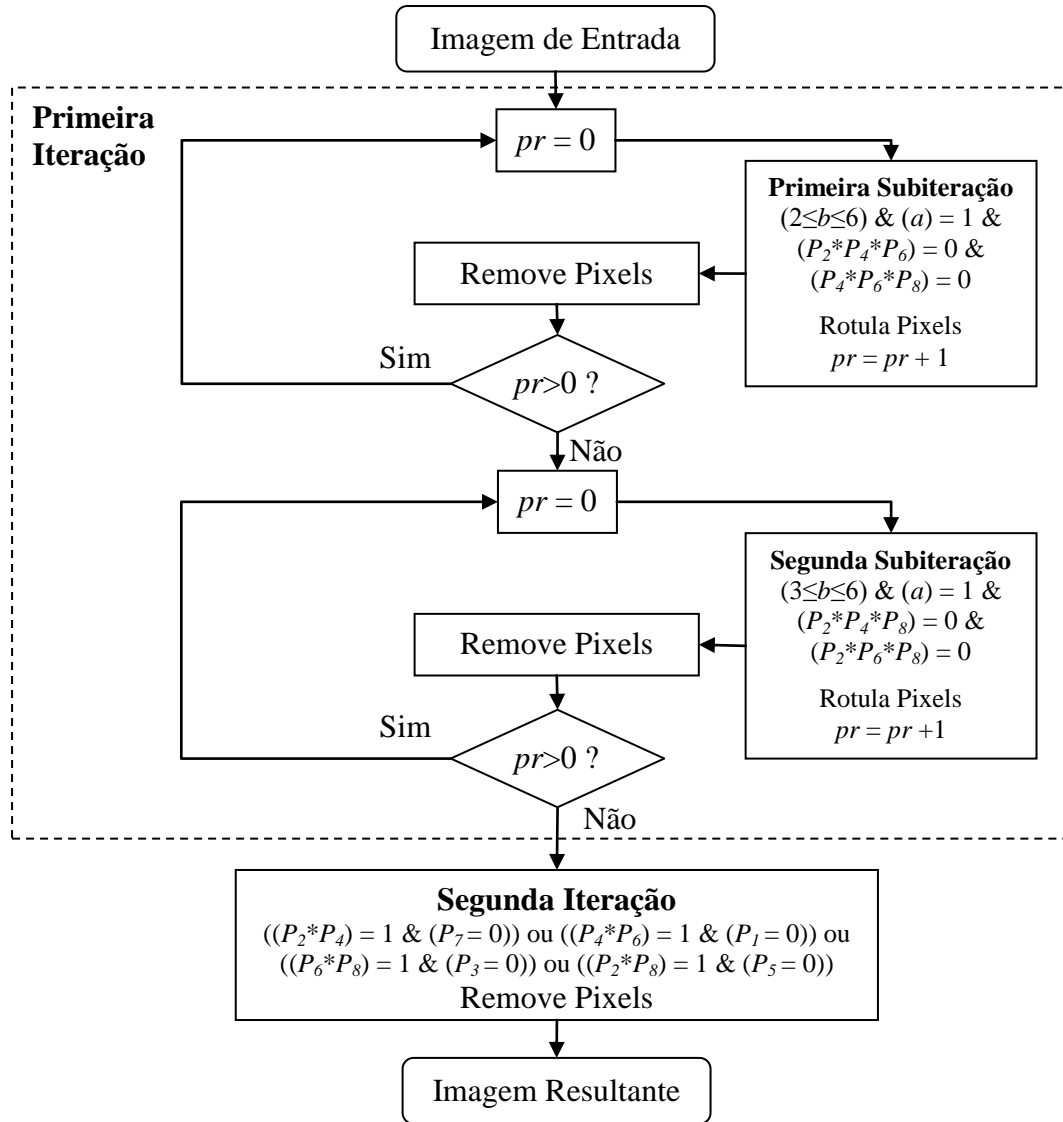 Imagem de Entrada
Primeira
Iteração
pr = 0
Primeira Subiteração
(2≤b≤6) & (a) = 1 &
(P2*P4*P6) = 0 &
(P4*P6*P8) = 0
Rotula Pixels
pr = pr + 1
Remove Pixels
Sim
pr>0 ?
Não
pr = 0
Segunda Subiteração
(3≤b≤6) & (a) = 1 &
(P2*P4*P8) = 0 &
(P2*P6*P8) = 0
Rotula Pixels
pr = pr +1
Remove Pixels
Sim
pr>0 ?
Não
Segunda Iteração
((P2*P4) = 1 & (P7 = 0)) ou ((P4*P6) = 1 & (P1 = 0)) ou
((P6*P8) = 1 & (P3 = 0)) ou ((P2*P8) = 1 & (P5 = 0))
Remove Pixels
Imagem Resultante